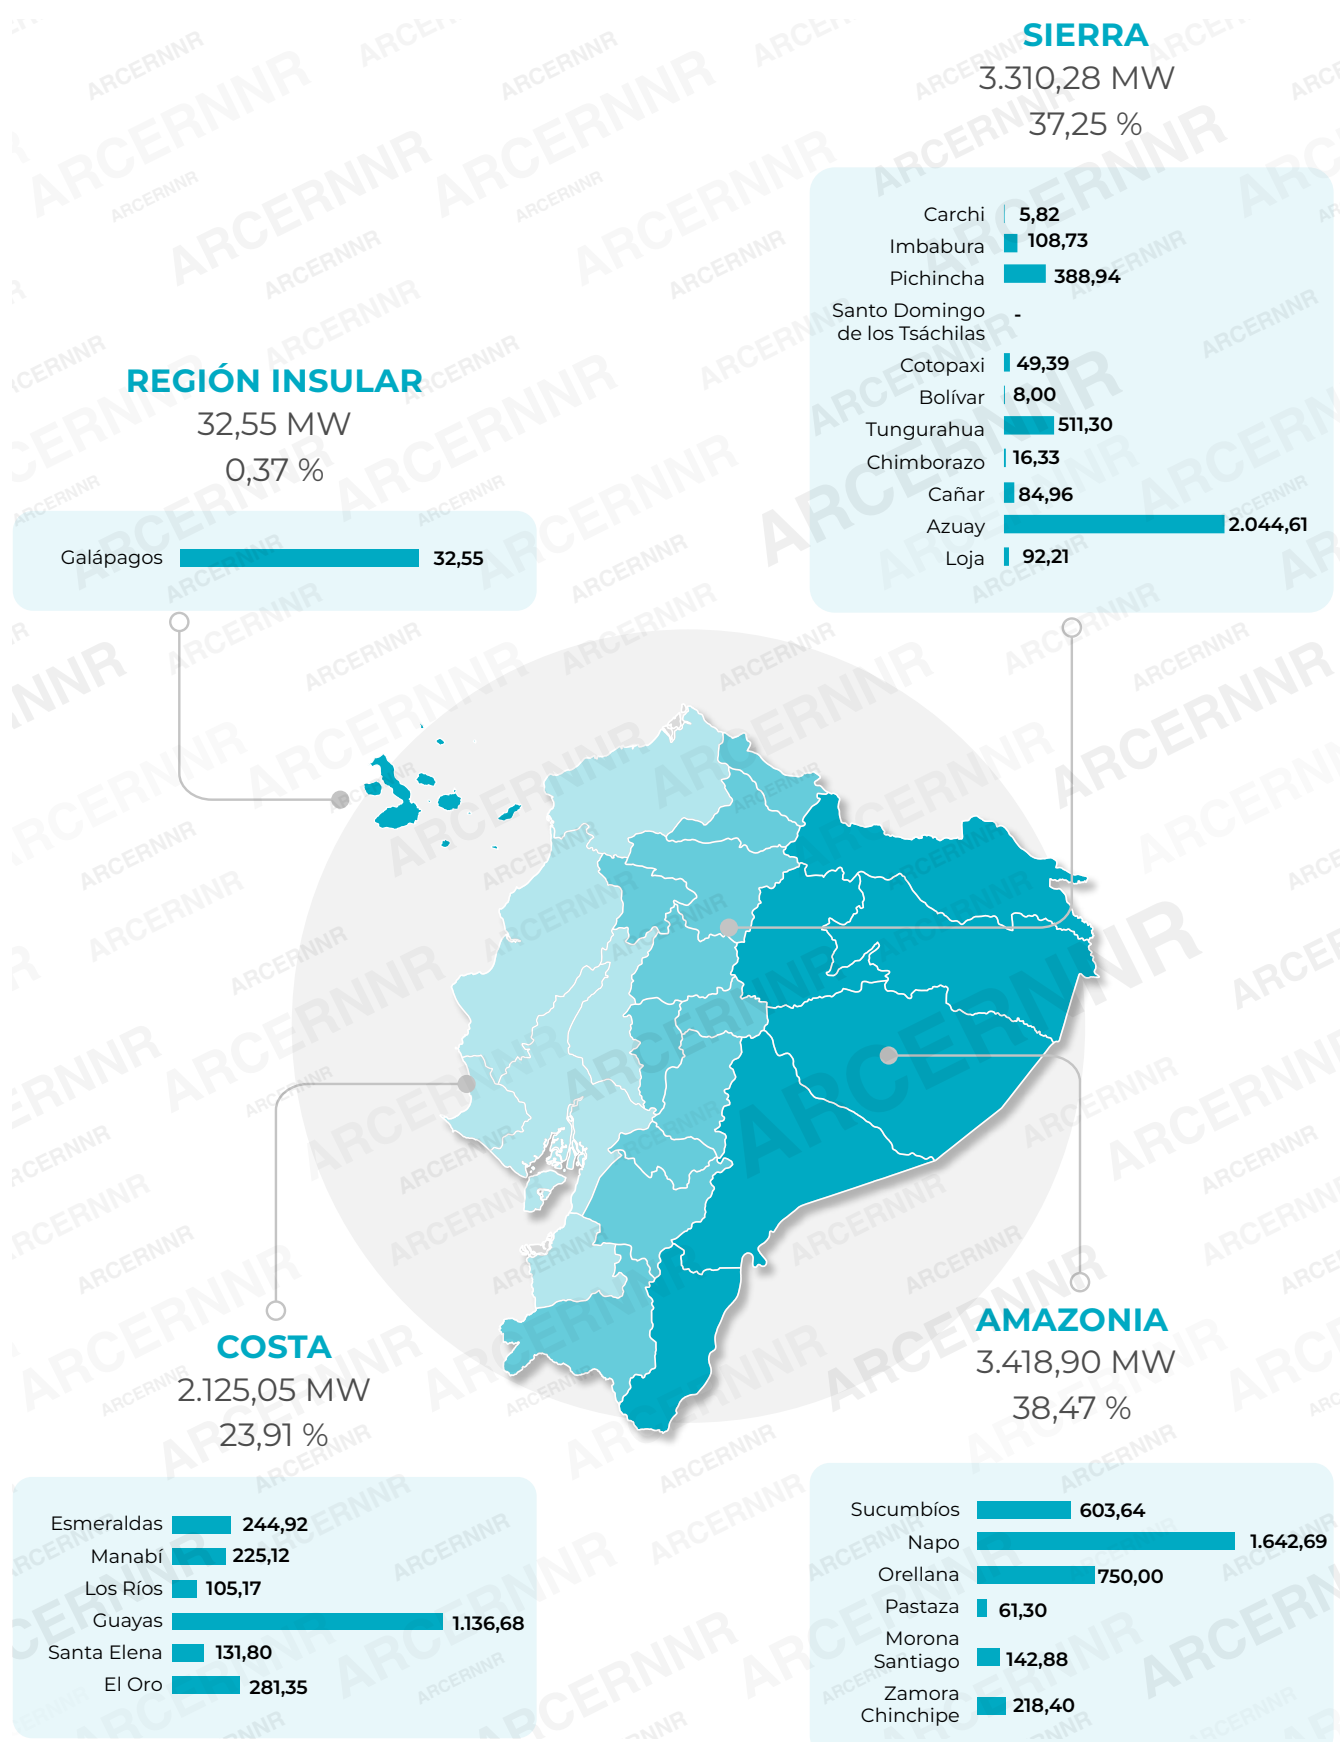 SIERRA
3.310,28 MW
37,25 %
Carchi 5,82
Imbabura 108,73
Pichincha 388,94
Santo Domingo
de los Tsáchilas -
Cotopaxi 49,39
Bolívar 8,00
Tungurahua 511,30
Chimborazo 16,33
Cañar 84,96
Azuay 2.044,61
Loja 92,21
REGIÓN INSULAR
32,55 MW
0,37 %
Galápagos 32,55
COSTA
2.125,05 MW
23,91 %
Esmeraldas 244,92
Manabí 225,12
Los Ríos 105,17
Guayas 1.136,68
Santa Elena 131,80
El Oro 281,35
AMAZONIA
3.418,90 MW
38,47 %
Sucumbíos 603,64
Napo 1.642,69
Orellana 750,00
Pastaza 61,30
Morona
Santiago 142,88
Zamora
Chinchipe 218,40
ARCERNNR